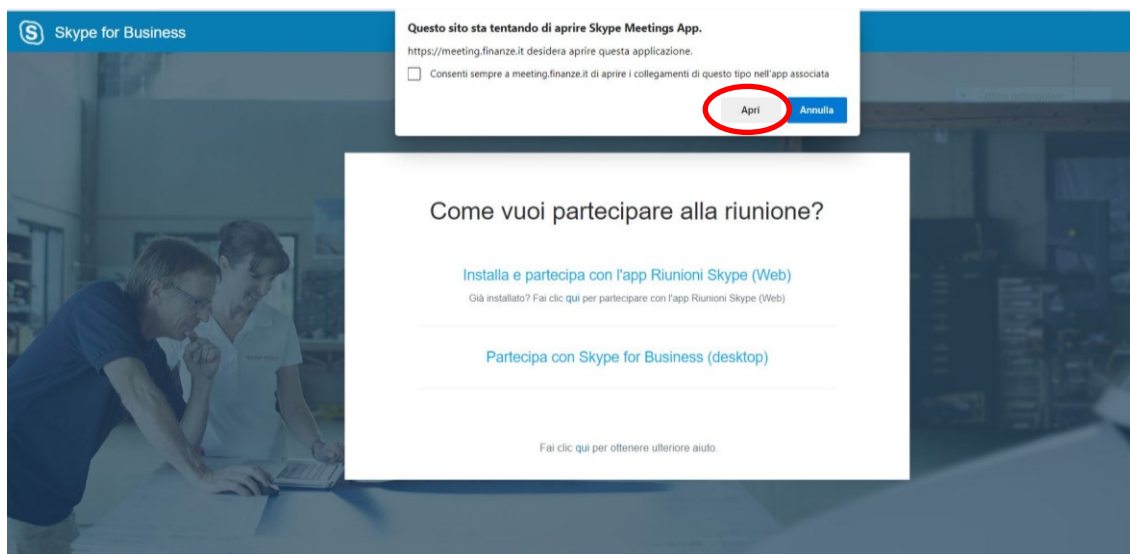 Skype for Business
Questo sito sta tentando di aprire Skype Meetings App.
https://meeting.finanze.it desidera aprire questa applicazione.
Consenti sempre a meeting.finanze.it di aprire i collegamenti di questo tipo nell'app associata
Apri
Annulla
Come vuoi partecipare alla riunione?
Installa e partecipa con l'app Riunioni Skype (Web)
Già installato? Fai clic qui per partecipare con l'app Riunioni Skype (Web)
Partecipa con Skype for Business (desktop)
Fai clic qui per ottenere ulteriore aiuto.